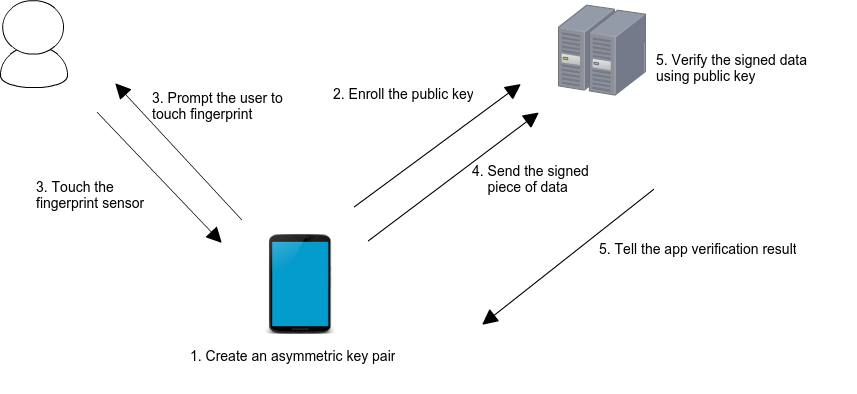 5. Verify the signed data
using public key
3. Prompt the user to
touch fingerprint
2. Enroll the public key
4. Send the signed
piece of data
3. Touch the
fingerprint sensor
5. Tell the app verification result
1. Create an asymmetric key pair